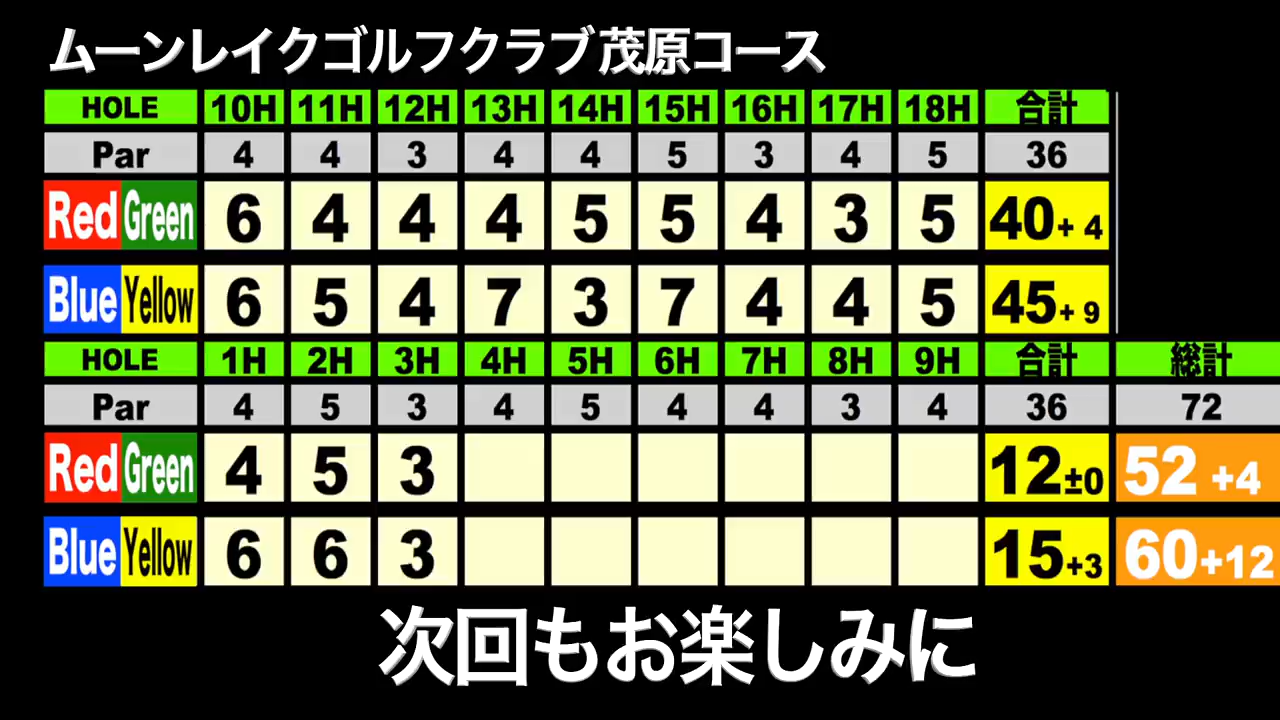 ムーンレイクゴルフクラブ茂原コース
HOLE 10H 11H 12H 13H 14H 15H 16H 17H 18H 合計
Par 4 4 3 4 4 5 3 4 5 36
Red Green 6 4 4 4 5 5 4 3 5 40+ 4
Blue Yellow 6 5 4 7 3 7 4 4 5 45+ 9
HOLE 1H 2H 3H 4H 5H 6H 7H 8H 9H 合計 総計
Par 4 5 3 4 5 4 4 3 4 36 72
Red Green 4 5 3 12±0 52 +4
Blue Yellow 6 6 3 15+3 60+12
次回もお楽しみに